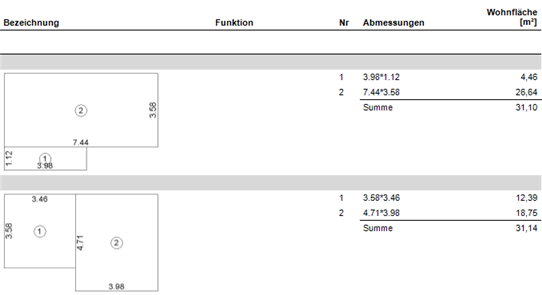 Wohnfläche
Bezeichnung Funktion Nr Abmessungen [m²]
1 3.98*1.12 4,46
2 7.44*3.58 26,64
Summe 31,10
2
3.58
7.44
1.12
1
3.98
1 3.58*3.46 12,39
2 4.71*3.98 18,75
Summe 31,14
3.46
3.58
1
4.71
2
3.98